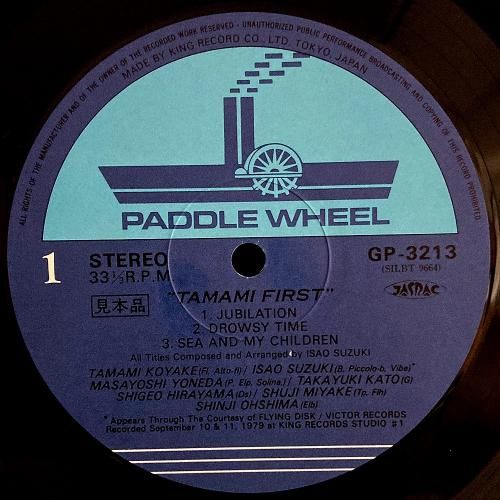 ALL RIGHTS OF THE MANUFACTURER AND OF THE OWNER OF THE RECORDED WORK RESERVED · UNAUTHORIZED PUBLIC PERFORMANCE BROADCASTING AND COPYING OF THIS RECORD PROHIBITED
MADE BY KING RECORD CO., LTD. TOKYO, JAPAN
PADDLE WHEEL
1 STEREO
33⅓R.P.M.
GP-3213
(SILBT 9664)
見本品
JASRAC
"TAMAMI FIRST"
1. JUBILATION
2. DROWSY TIME
3. SEA AND MY CHILDREN
All Titles Composed and Arranged by ISAO SUZUKI
TAMAMI KOYAKE (Fl, Alto-fl) / ISAO SUZUKI (B, Piccolo-b, Vibe)*
MASAYOSHI YONEDA (P, Elp, Solina.) / TAKAYUKI KATO (G)
SHIGEO HIRAYAMA (Ds) / SHUJI MIYAKE (Tp, Flh)
SHINJI OHSHIMA (Elb)
*Appears Through The Courtesy of FLYING DISK / VICTOR RECORDS
Recorded September 10 & 11, 1979 at KING RECORDS STUDIO #1